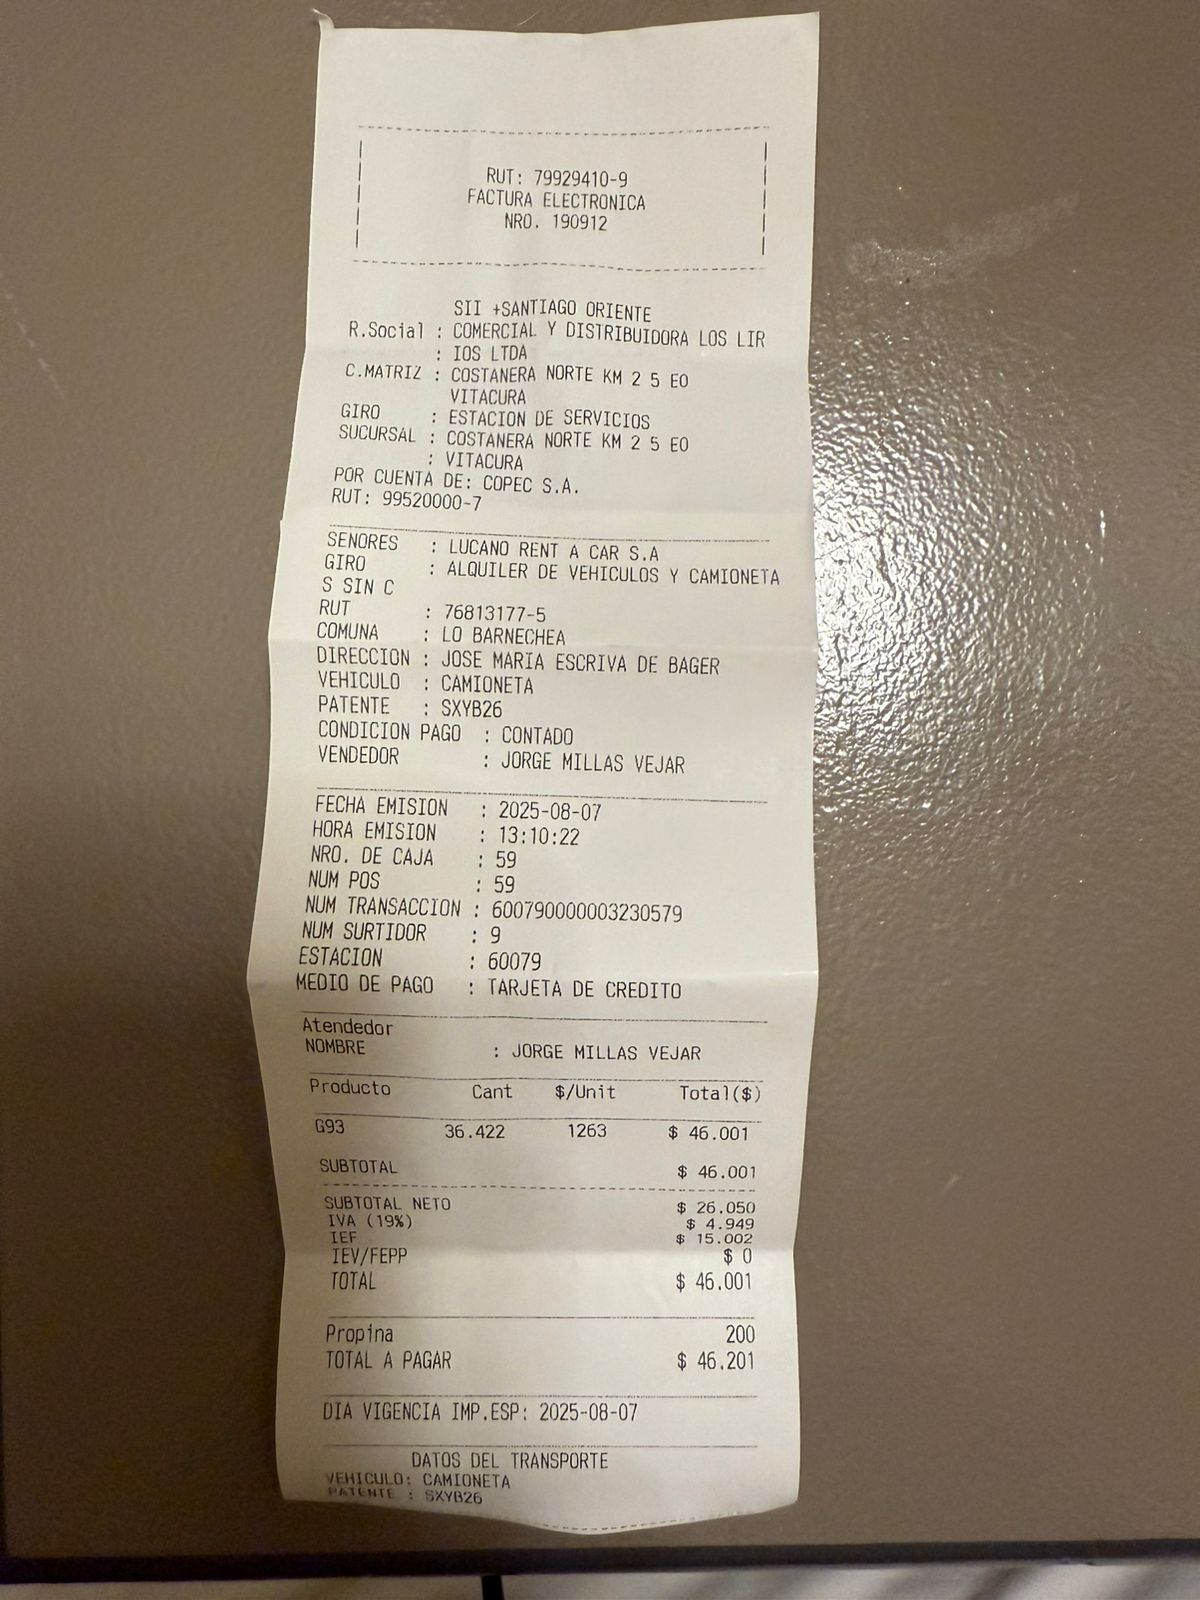 RUT: 79929410-9
FACTURA ELECTRONICA
NRO. 190912
SII +SANTIAGO ORIENTE
R.Social : COMERCIAL Y DISTRIBUIDORA LOS LIR
: IOS LTDA
C.MATRIZ : COSTANERA NORTE KM 2 5 EO
VITACURA
GIRO : ESTACION DE SERVICIOS
SUCURSAL : COSTANERA NORTE KM 2 5 EO
: VITACURA
POR CUENTA DE: COPEC S.A.
RUT: 99520000-7
SENORES : LUCANO RENT A CAR S.A
GIRO : ALQUILER DE VEHICULOS Y CAMIONETA
S SIN C
RUT : 76813177-5
COMUNA : LO BARNECHEA
DIRECCION : JOSE MARIA ESCRIVA DE BAGER
VEHICULO : CAMIONETA
PATENTE : SXYB26
CONDICION PAGO : CONTADO
VENDEDOR : JORGE MILLAS VEJAR
FECHA EMISION : 2025-08-07
HORA EMISION : 13:10:22
NRO. DE CAJA : 59
NUM POS : 59
NUM TRANSACCION : 600790000003230579
NUM SURTIDOR : 9
ESTACION : 60079
MEDIO DE PAGO : TARJETA DE CREDITO
Atendedor
NOMBRE : JORGE MILLAS VEJAR
Producto Cant $/Unit Total($)
G93 36.422 1263 $ 46.001
SUBTOTAL $ 46.001
SUBTOTAL NETO $ 26.050
IVA (19%) $ 4.949
IEF $ 15.002
IEV/FEPP $ 0
TOTAL $ 46.001
Propina 200
TOTAL A PAGAR $ 46.201
DIA VIGENCIA IMP.ESP: 2025-08-07
DATOS DEL TRANSPORTE
VEHICULO: CAMIONETA
PATENTE : SXYB26